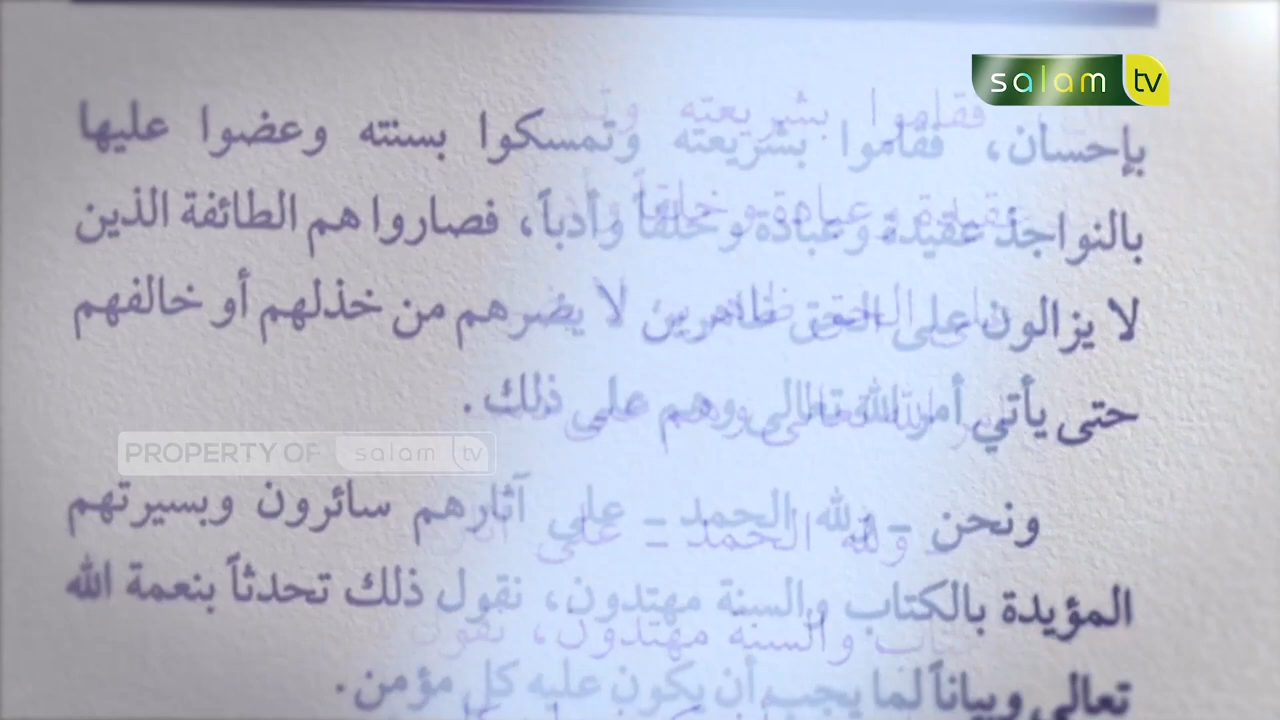 salam tv
بإحسان، فقاموا بشريعته وتمسكوا بسنته وعضوا عليها
بالنواجذ عقيدة وعبادة وخلقاً وأدباً، فصاروا هم الطائفة الذين
لا يزالون على الحق ظاهرين لا يضرهم من خذلهم أو خالفهم
حتى يأتي أمر الله تعالى وهم على ذلك.
PROPERTY OF salam tv
ونحن _ ولله الحمد _ على آثارهم سائرون وبسيرتهم
المؤيدة بالكتاب والسنة مهتدون، نقول ذلك تحدثاً بنعمة الله
تعالى وبياناً لما يجب أن يكون عليه كل مؤمن.